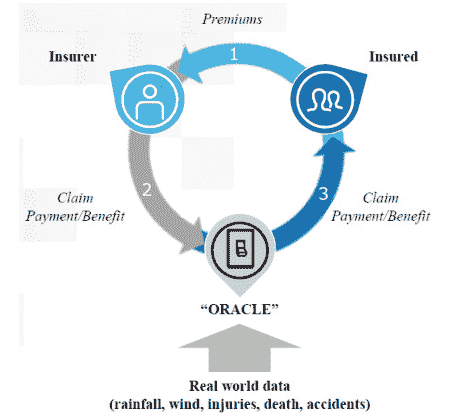 Premiums
1
Insurer
Insured
2
3
Claim
Payment/Benefit
Claim
Payment/Benefit
“ORACLE”
Real world data
(rainfall, wind, injuries, death, accidents)